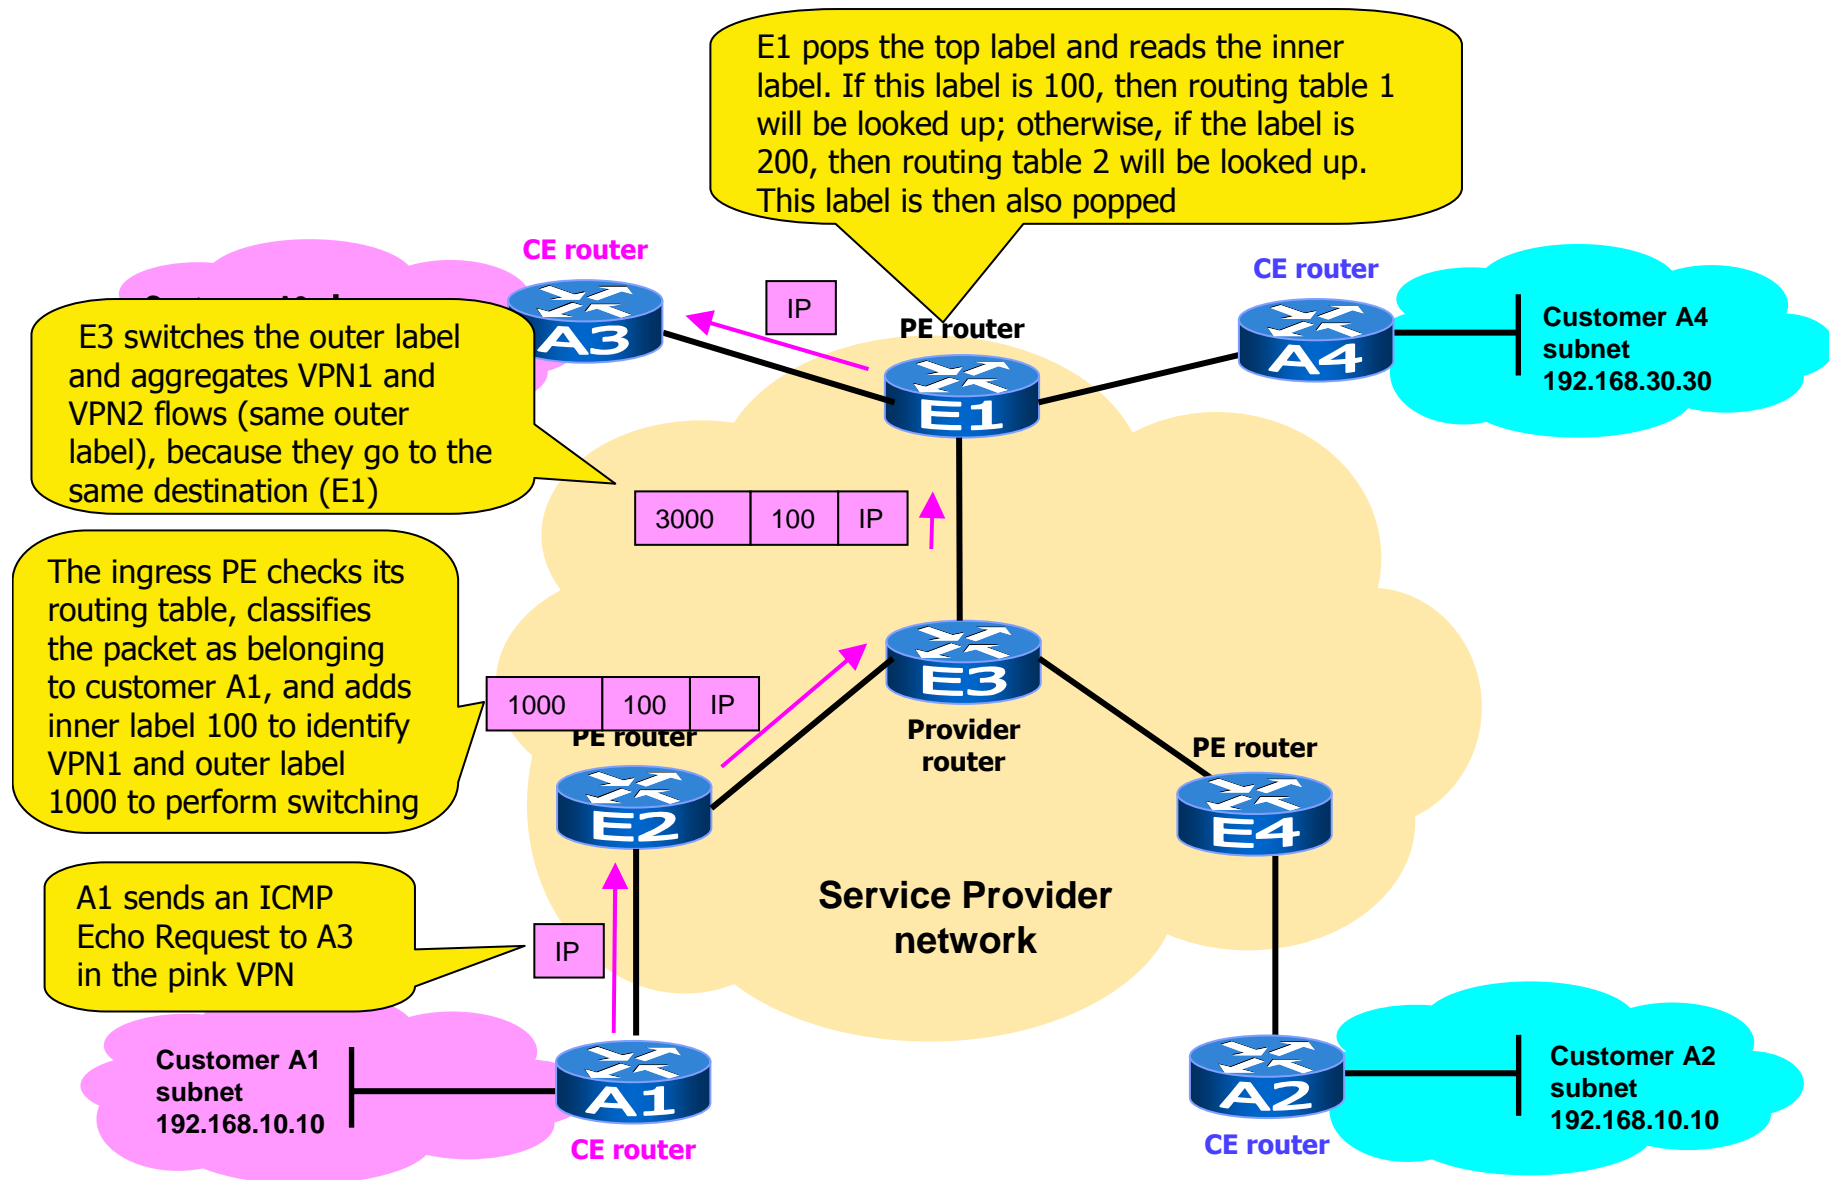 E1 pops the top label and reads the inner
label. If this label is 100, then routing table 1
will be looked up; otherwise, if the label is
200, then routing table 2 will be looked up.
This label is then also popped
CE router
A3
IP
PE router
E1
CE router
A4
Customer A4
subnet
192.168.30.30
E3 switches the outer label
and aggregates VPN1 and
VPN2 flows (same outer
label), because they go to the
same destination (E1)
3000 100 IP
The ingress PE checks its
routing table, classifies
the packet as belonging
to customer A1, and adds
inner label 100 to identify
VPN1 and outer label
1000 to perform switching
1000 100 IP
PE router
E2
E3
Provider
router
PE router
E4
Service Provider
network
A1 sends an ICMP
Echo Request to A3
in the pink VPN
IP
Customer A1
subnet
192.168.10.10
A1
CE router
A2
CE router
Customer A2
subnet
192.168.10.10